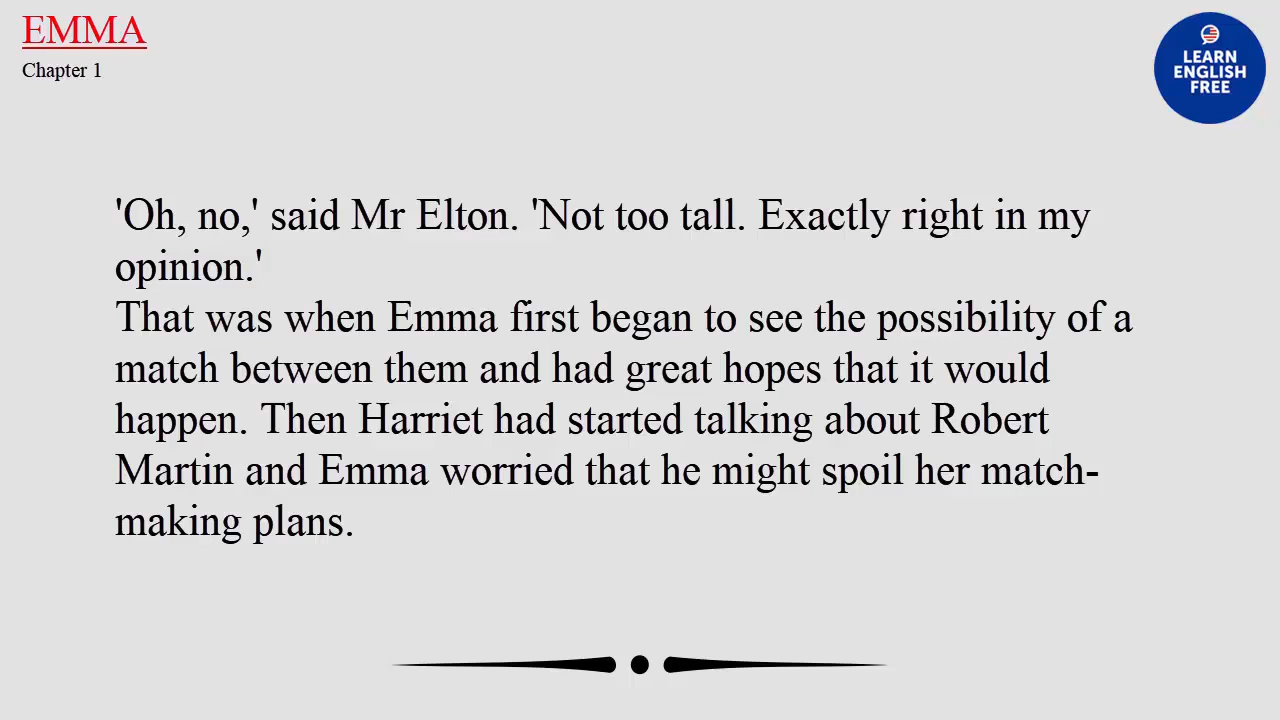 EMMA
Chapter 1
LEARN
ENGLISH
FREE
'Oh, no,' said Mr Elton. 'Not too tall. Exactly right in my
opinion.'
That was when Emma first began to see the possibility of a
match between them and had great hopes that it would
happen. Then Harriet had started talking about Robert
Martin and Emma worried that he might spoil her match-
making plans.